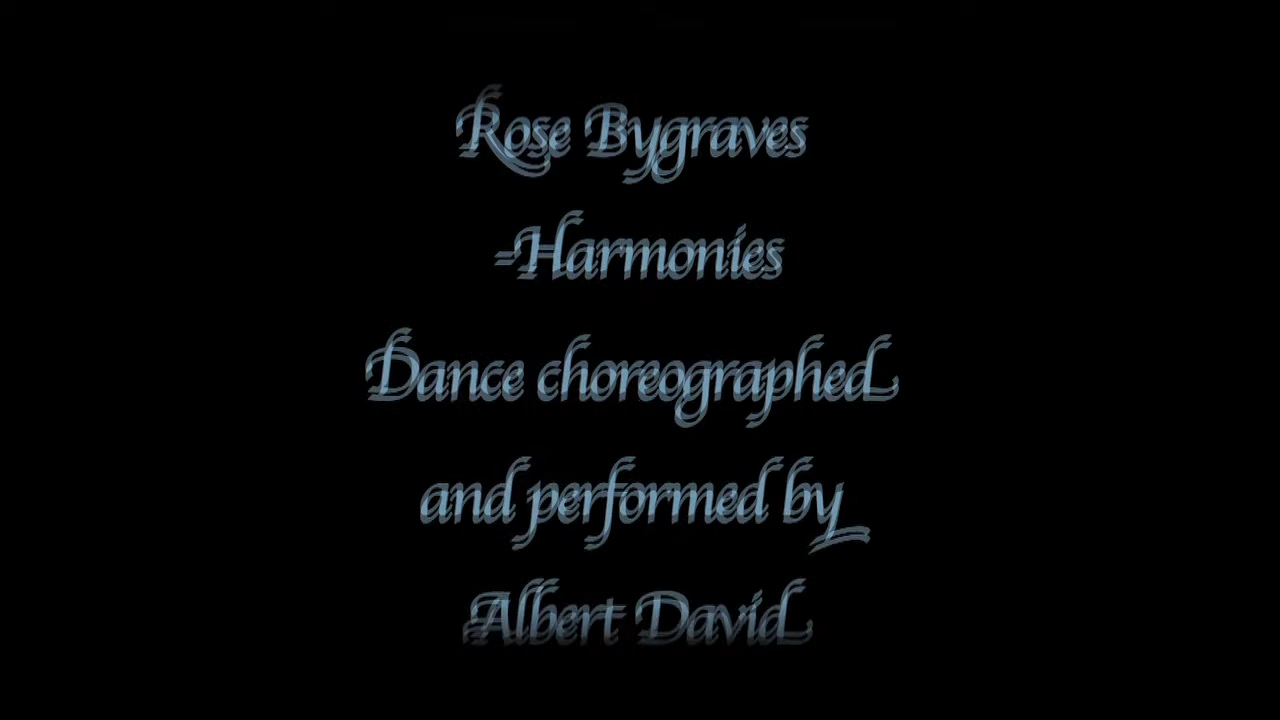 Rose Bygraves
-Harmonies
Dance choreographed
and performed by
Albert David